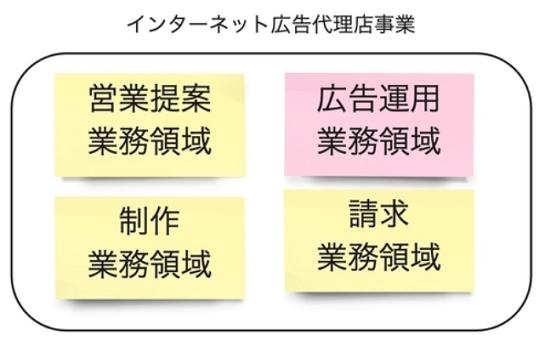 インターネット広告代理店事業
営業提案
業務領域
広告運用
業務領域
制作
業務領域
請求
業務領域